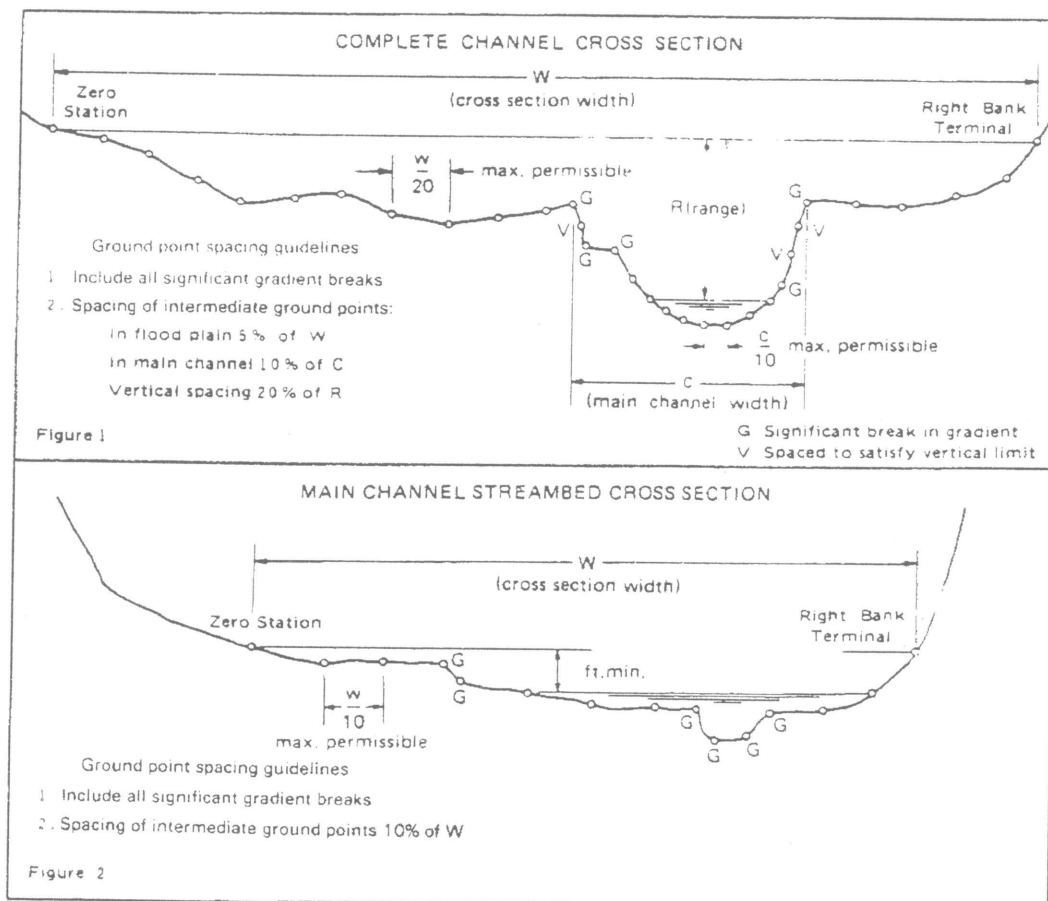 COMPLETE CHANNEL CROSS SECTION
W
(cross section width)
Zero
Station
Right Bank
Terminal
W
20
max. permissible
G
G
R(range)
V
G
G
V
V
G
Ground point spacing guidelines
1 Include all significant gradient breaks
2. Spacing of intermediate ground points:
In flood plain 5% of W
In main channel 10% of C
Vertical spacing 20% of R
C
10
max. permissible
C
(main channel width)
Figure 1
G Significant break in gradient
V Spaced to satisfy vertical limit
MAIN CHANNEL STREAMBED CROSS SECTION
W
(cross section width)
Zero Station
Right Bank
Terminal
G
G
ft. min.
W
10
max. permissible
G
G
G
G
Ground point spacing guidelines
1 Include all significant gradient breaks
2. Spacing of intermediate ground points 10% of W
Figure 2